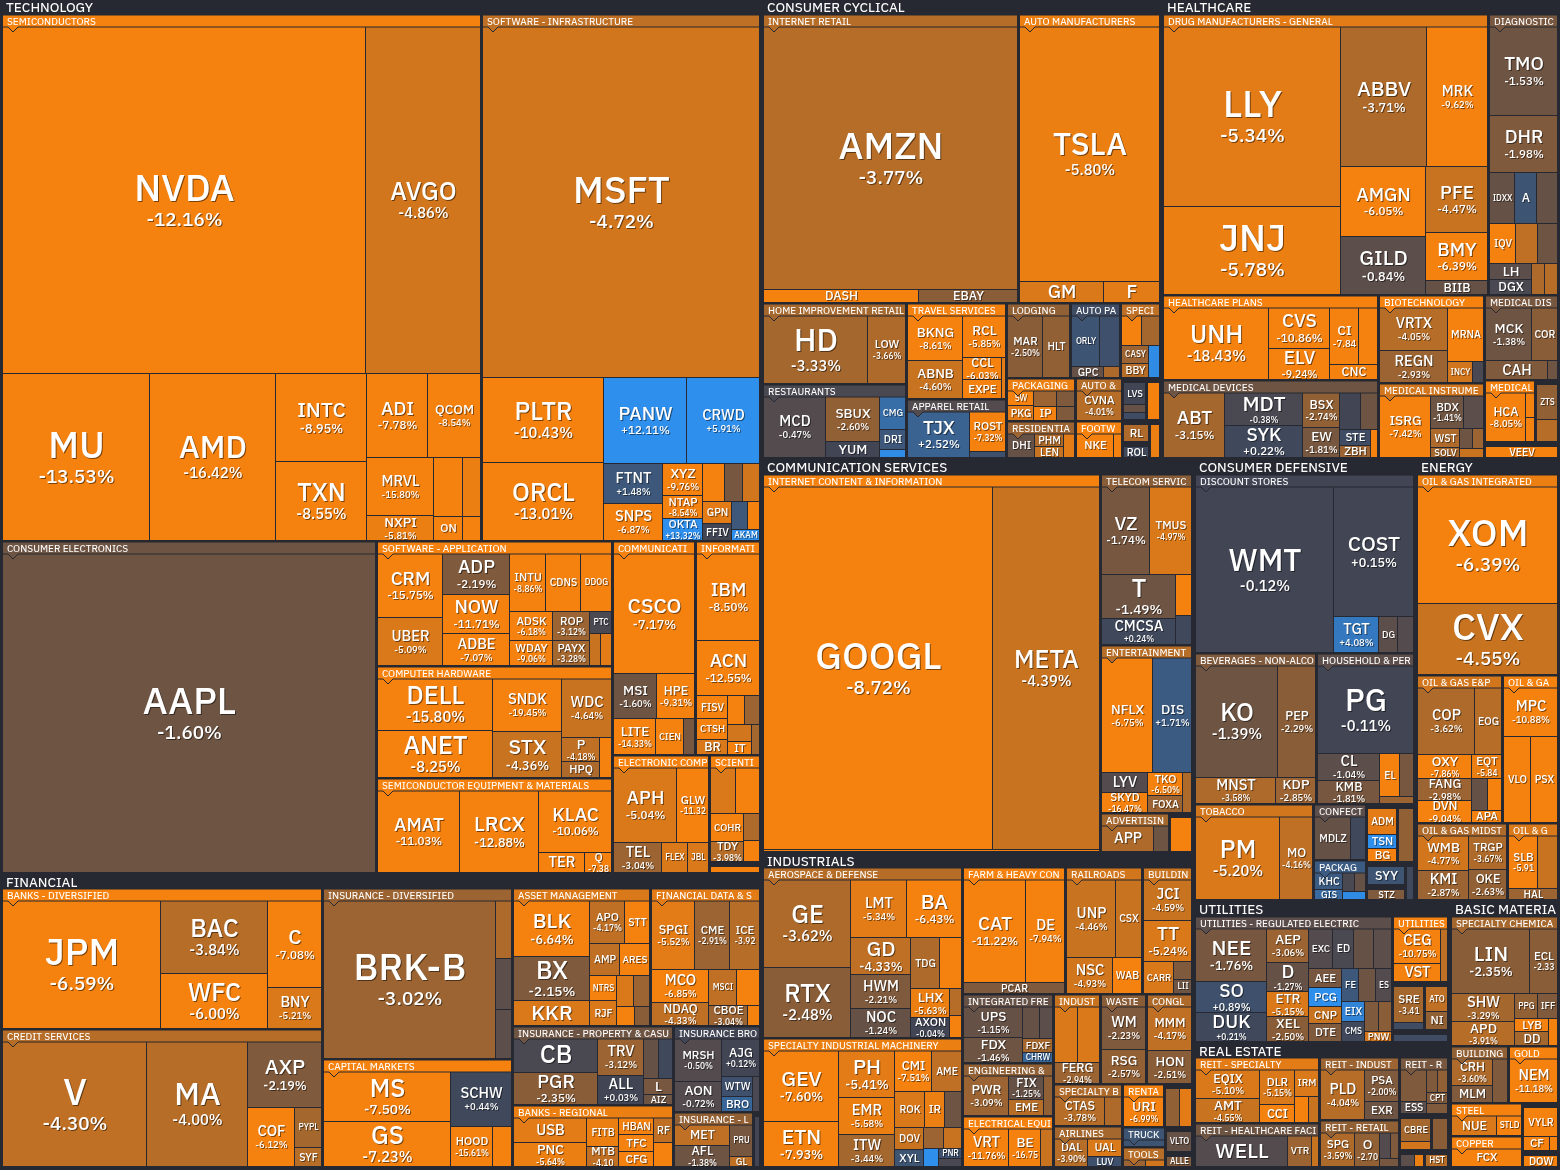 TECHNOLOGY
SEMICONDUCTORS
NVDA
-12.16%
AVGO
-4.86%
MU
-13.53%
AMD
-16.42%
INTC
-8.95%
TXN
-8.55%
ADI
-7.78%
QCOM
-8.54%
MRVL
-15.80%
NXPI
-5.81%
ON
SOFTWARE - INFRASTRUCTURE
MSFT
-4.72%
PLTR
-10.43%
ORCL
-13.01%
PANW
+12.11%
CRWD
+5.91%
FTNT
+1.48%
SNPS
-6.87%
XYZ
-9.76%
NTAP
-8.54%
OKTA
+13.32%
GPN
FFIV
AKAM
CONSUMER ELECTRONICS
AAPL
-1.60%
SOFTWARE - APPLICATION
CRM
-15.75%
UBER
-5.09%
ADP
-2.19%
NOW
-11.71%
ADBE
-7.07%
INTU
-8.86%
CDNS
DDOG
ADSK
-6.18%
WDAY
-9.06%
ROP
-3.12%
PAYX
-3.28%
PTC
COMPUTER HARDWARE
DELL
-15.80%
ANET
-8.25%
SNDK
-19.45%
STX
-4.36%
WDC
-4.64%
P
-4.18%
HPQ
SEMICONDUCTOR EQUIPMENT & MATERIALS
AMAT
-11.03%
LRCX
-12.88%
KLAC
-10.06%
TER
Q
-7.38
COMMUNICATI
CSCO
-7.17%
MSI
-1.60%
HPE
-9.31%
LITE
-14.33%
CIEN
INFORMATI
IBM
-8.50%
ACN
-12.55%
FISV
CTSH
BR
IT
ELECTRONIC COMP
APH
-5.04%
GLW
-11.32
TEL
-3.04%
FLEX
JBL
SCIENTI
COHR
TDY
-3.98%
CONSUMER CYCLICAL
INTERNET RETAIL
AMZN
-3.77%
DASH
EBAY
AUTO MANUFACTURERS
TSLA
-5.80%
GM
F
HOME IMPROVEMENT RETAIL
HD
-3.33%
LOW
-3.66%
TRAVEL SERVICES
BKNG
-8.61%
ABNB
-4.60%
RCL
-5.85%
CCL
-6.03%
EXPE
LODGING
MAR
-2.50%
HLT
AUTO PA
ORLY
GPC
SPECI
CASY
BBY
RESTAURANTS
MCD
-0.47%
SBUX
-2.60%
YUM
CMG
DRI
APPAREL RETAIL
TJX
+2.52%
ROST
-7.32%
PACKAGING
SW
PKG
IP
AUTO &
CVNA
-4.01%
LVS
RESIDENTIA
DHI
PHM
LEN
FOOTW
NKE
RL
ROL
HEALTHCARE
DRUG MANUFACTURERS - GENERAL
LLY
-5.34%
JNJ
-5.78%
ABBV
-3.71%
MRK
-9.62%
AMGN
-6.05%
PFE
-4.47%
GILD
-0.84%
BMY
-6.39%
BIIB
DIAGNOSTIC
TMO
-1.53%
DHR
-1.98%
IDXX
A
IQV
LH
DGX
HEALTHCARE PLANS
UNH
-18.43%
CVS
-10.86%
ELV
-9.24%
CI
-7.84
CNC
BIOTECHNOLOGY
VRTX
-4.05%
REGN
-2.93%
MRNA
INCY
MEDICAL DIS
MCK
-1.38%
COR
CAH
MEDICAL DEVICES
ABT
-3.15%
MDT
-0.38%
SYK
+0.22%
BSX
-2.74%
EW
-1.81%
STE
ZBH
MEDICAL INSTRUME
ISRG
-7.42%
BDX
-1.41%
WST
SOLV
MEDICAL
HCA
-8.05%
VEEV
ZTS
COMMUNICATION SERVICES
INTERNET CONTENT & INFORMATION
GOOGL
-8.72%
META
-4.39%
TELECOM SERVIC
VZ
-1.74%
TMUS
-4.97%
T
-1.49%
CMCSA
+0.24%
ENTERTAINMENT
NFLX
-6.75%
DIS
+1.71%
LYV
TKO
-6.50%
SKYD
-16.47%
FOXA
ADVERTISIN
APP
CONSUMER DEFENSIVE
DISCOUNT STORES
WMT
-0.12%
COST
+0.15%
TGT
+4.08%
DG
BEVERAGES - NON-ALCO
KO
-1.39%
PEP
-2.29%
MNST
-3.58%
KDP
-2.85%
HOUSEHOLD & PER
PG
-0.11%
CL
-1.04%
KMB
-1.81%
EL
TOBACCO
PM
-5.20%
MO
-4.16%
CONFECT
MDLZ
ADM
TSN
BG
PACKAG
KHC
GIS
SYY
STZ
ENERGY
OIL & GAS INTEGRATED
XOM
-6.39%
CVX
-4.55%
OIL & GAS E&P
COP
-3.62%
EOG
OXY
-7.86%
FANG
-2.98%
DVN
-9.04%
EQT
-5.84
APA
OIL & GA
MPC
-10.88%
VLO
PSX
OIL & GAS MIDST
WMB
-4.77%
TRGP
-3.67%
KMI
-2.87%
OKE
-2.63%
OIL & G
SLB
-5.91
HAL
FINANCIAL
BANKS - DIVERSIFIED
JPM
-6.59%
BAC
-3.84%
WFC
-6.00%
C
-7.08%
BNY
-5.21%
CREDIT SERVICES
V
-4.30%
MA
-4.00%
AXP
-2.19%
COF
-6.12%
PYPL
SYF
INSURANCE - DIVERSIFIED
BRK-B
-3.02%
CAPITAL MARKETS
MS
-7.50%
GS
-7.23%
SCHW
+0.44%
HOOD
-15.61%
ASSET MANAGEMENT
BLK
-6.64%
BX
-2.15%
KKR
APO
-4.17%
STT
AMP
ARES
NTRS
RJF
FINANCIAL DATA & S
SPGI
-5.52%
CME
-2.91%
ICE
-3.92
MCO
-6.85%
MSCI
NDAQ
-4.33%
CBOE
-3.04%
INSURANCE - PROPERTY & CASU
CB
PGR
-2.35%
TRV
-3.12%
ALL
+0.03%
L
AIZ
INSURANCE BRO
MRSH
-0.50%
AJG
+0.12%
AON
-0.72%
WTW
BRO
BANKS - REGIONAL
USB
PNC
-5.64%
FITB
MTB
-4.10
HBAN
TFC
CFG
RF
INSURANCE - L
MET
AFL
-1.38%
PRU
GL
INDUSTRIALS
AEROSPACE & DEFENSE
GE
-3.62%
RTX
-2.48%
LMT
-5.34%
BA
-6.43%
GD
-4.33%
TDG
HWM
-2.21%
NOC
-1.24%
LHX
-5.63%
AXON
-0.04%
FARM & HEAVY CON
CAT
-11.22%
DE
-7.94%
PCAR
RAILROADS
UNP
-4.46%
CSX
NSC
-4.93%
WAB
BUILDIN
JCI
-4.59%
TT
-5.24%
CARR
LII
SPECIALTY INDUSTRIAL MACHINERY
GEV
-7.60%
ETN
-7.93%
PH
-5.41%
EMR
-5.58%
ITW
-3.44%
CMI
-7.51%
AME
ROK
IR
DOV
XYL
PNR
INTEGRATED FRE
UPS
-1.15%
FDX
-1.46%
FDXF
CHRW
INDUST
FERG
-2.94%
WASTE
WM
-2.23%
RSG
-2.57%
CONGL
MMM
-4.17%
HON
-2.51%
ENGINEERING &
PWR
-3.09%
FIX
-1.25%
EME
ELECTRICAL EQUI
VRT
-11.76%
BE
-16.75
SPECIALTY B
CTAS
-3.78%
RENTA
URI
-6.99%
AIRLINES
DAL
-3.90%
UAL
LUV
TRUCK
TOOLS
VLTO
ALLE
UTILITIES
UTILITIES - REGULATED ELECTRIC
NEE
-1.76%
SO
+0.89%
DUK
+0.21%
AEP
-3.06%
D
-1.27%
ETR
-5.15%
XEL
-2.50%
EXC
ED
AEE
PCG
CNP
DTE
FE
EIX
CMS
ES
PNW
UTILITIES
CEG
-10.75%
VST
SRE
-3.41
ATO
NI
REAL ESTATE
REIT - SPECIALTY
EQIX
-5.10%
AMT
-4.55%
DLR
-5.15%
IRM
CCI
REIT - INDUST
PLD
-4.04%
PSA
-2.00%
EXR
REIT - R
ESS
CPT
REIT - HEALTHCARE FACI
WELL
VTR
REIT - RETAIL
SPG
-3.59%
O
-2.70
CBRE
HST
BASIC MATERIA
SPECIALTY CHEMICA
LIN
-2.35%
ECL
-2.33
SHW
-3.29%
APD
-3.91%
PPG
IFF
LYB
DD
BUILDING
CRH
-3.60%
MLM
GOLD
NEM
-11.18%
STEEL
NUE
STLD
VYLR
COPPER
FCX
CF
DOW